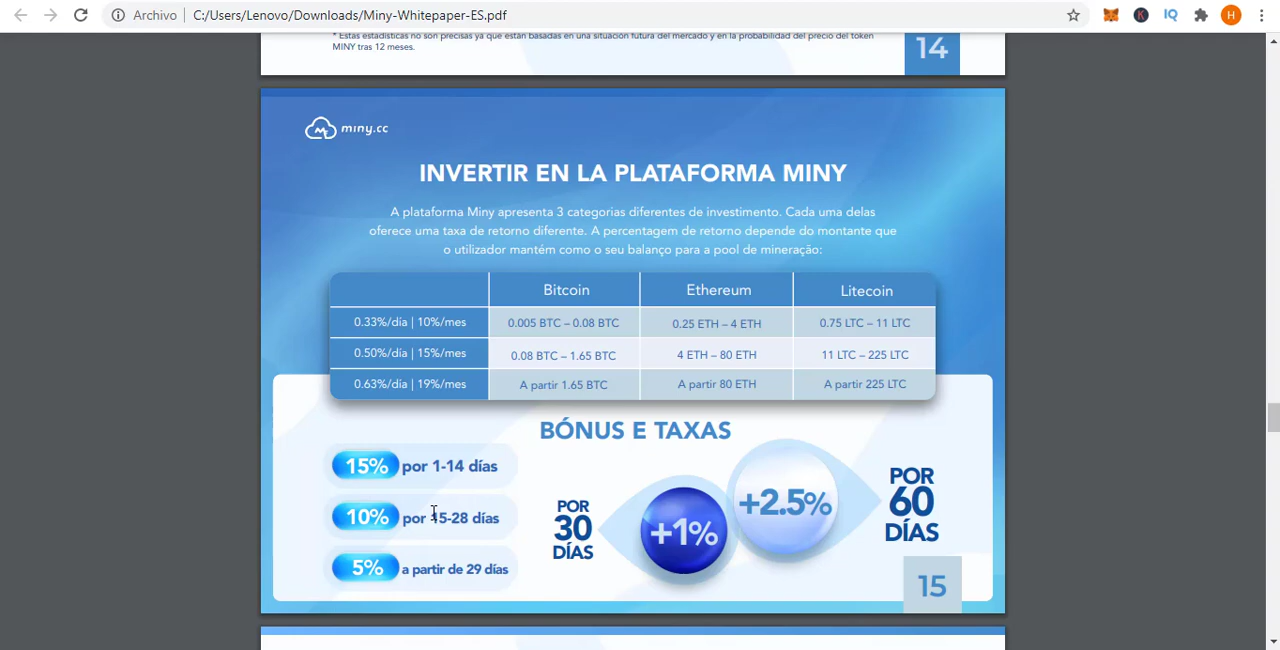 Archivo | C:/Users/Lenovo/Downloads/Miny-Whitepaper-ES.pdf
H
* Estas estadísticas no son precisas ya que están basadas en una situación futura del mercado y en la probabilidad del precio del token
MINY tras 12 meses.
14
miny.cc
INVERTIR EN LA PLATAFORMA MINY
A plataforma Miny apresenta 3 categorias diferentes de investimento. Cada uma delas
oferece uma taxa de retorno diferente. A percentagem de retorno depende do montante que
o utilizador mantém como o seu balanço para a pool de mineração:
Bitcoin Ethereum Litecoin
0.33%/día | 10%/mes 0.005 BTC – 0.08 BTC 0.25 ETH – 4 ETH 0.75 LTC – 11 LTC
0.50%/día | 15%/mes 0.08 BTC – 1.65 BTC 4 ETH – 80 ETH 11 LTC – 225 LTC
0.63%/día | 19%/mes A partir 1.65 BTC A partir 80 ETH A partir 225 LTC
BÓNUS E TAXAS
15% por 1-14 días
10% por 15-28 días
5% a partir de 29 días
POR
30
DÍAS
+1%
+2.5%
POR
60
DÍAS
15